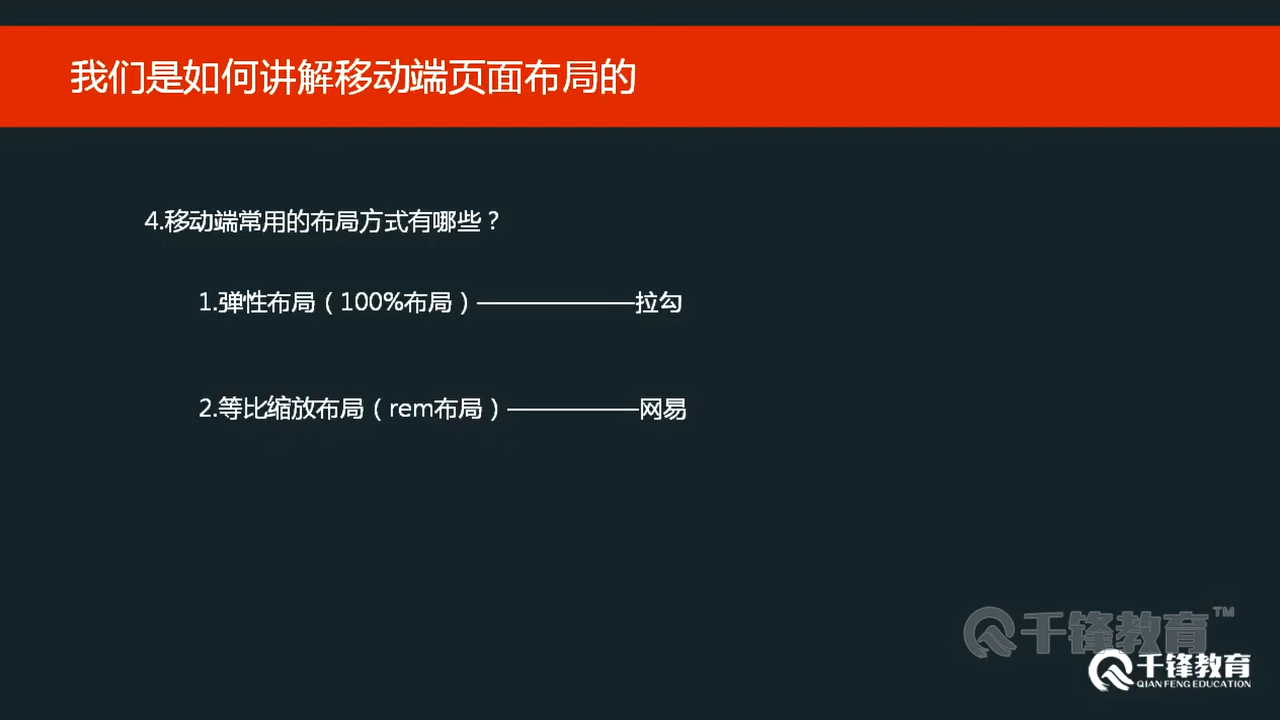 我们是如何讲解移动端页面布局的
4.移动端常用的布局方式有哪些？
1.弹性布局（100%布局）——————拉勾
2.等比缩放布局（rem布局）—————网易
千锋教育™
千锋教育
QIAN FENG EDUCATION